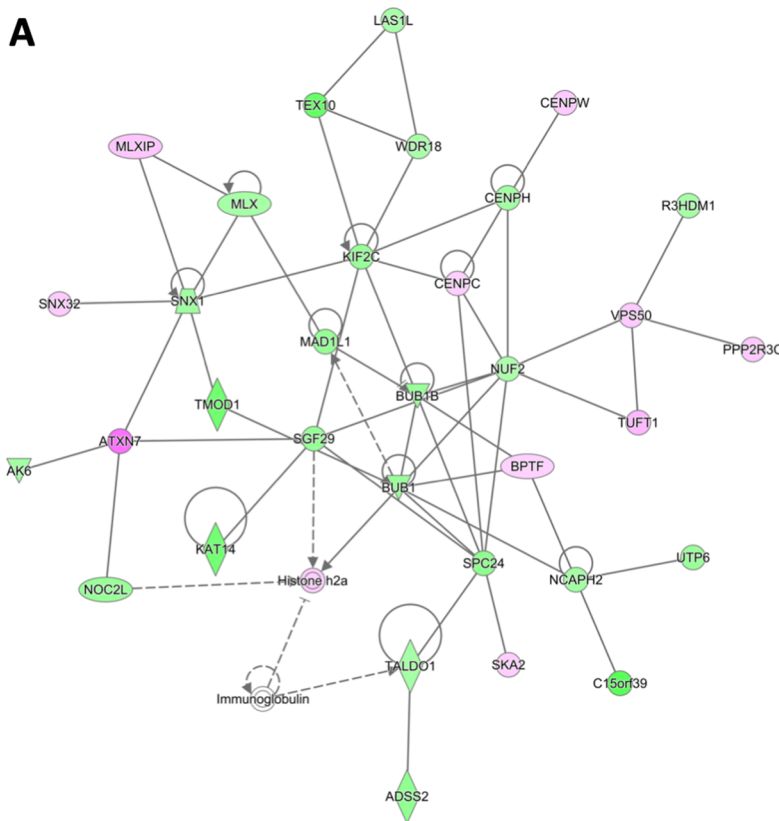 A
LAS1L
TEX10
CENPW
MLXIP
WDR18
MLX
CENPH
R3HDM1
KIF2C
CENPC
SNX32
SNX1
VPS50
MAD1L1
PPP2R3C
NUF2
BUB1B
TMOD1
TUFT1
ATXN7
SGF29
AK6
BPTF
BUB1
KAT14
UTP6
SPC24
NCAPH2
Histone h2a
NOC2L
TALDO1
SKA2
C15orf39
Immunoglobulin
ADSS2